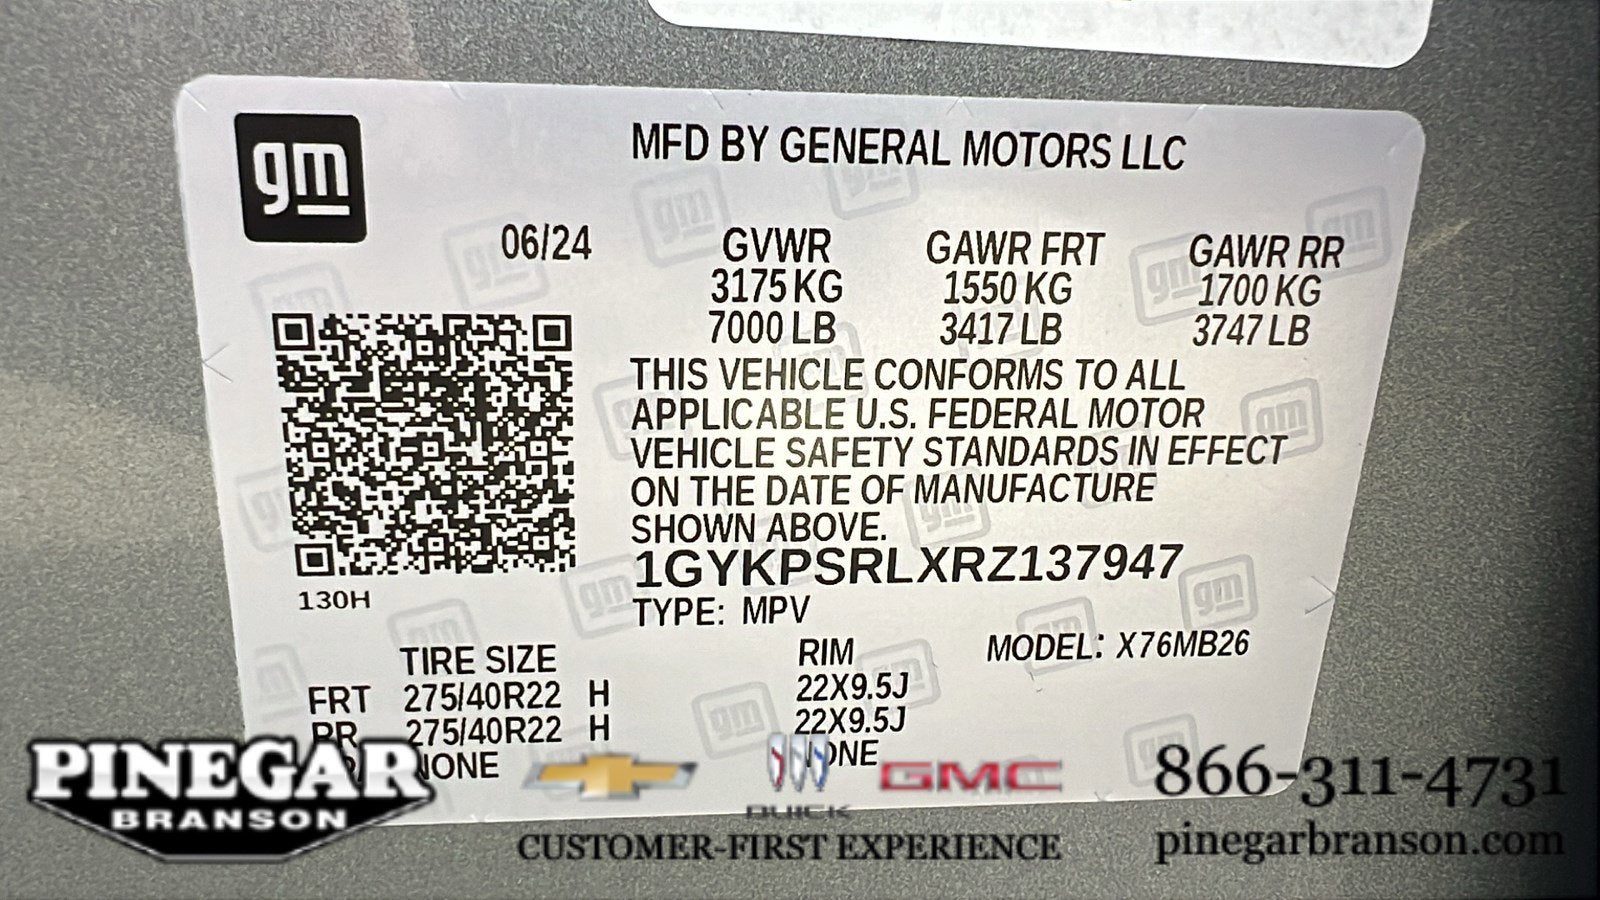 gm
MFD BY GENERAL MOTORS LLC
06/24 GVWR GAWR FRT GAWR RR
3175 KG 1550 KG 1700 KG
7000 LB 3417 LB 3747 LB
THIS VEHICLE CONFORMS TO ALL
APPLICABLE U.S. FEDERAL MOTOR
VEHICLE SAFETY STANDARDS IN EFFECT
ON THE DATE OF MANUFACTURE
SHOWN ABOVE.
1GYKPSRLXRZ137947
130H
TYPE: MPV
TIRE SIZE RIM MODEL: X76MB26
FRT 275/40R22 H 22X9.5J
RR 275/40R22 H 22X9.5J
NONE
PINEGAR
BRANSON
BUICK
GMC
CUSTOMER-FIRST EXPERIENCE
866-311-4731
pinegarbranson.com